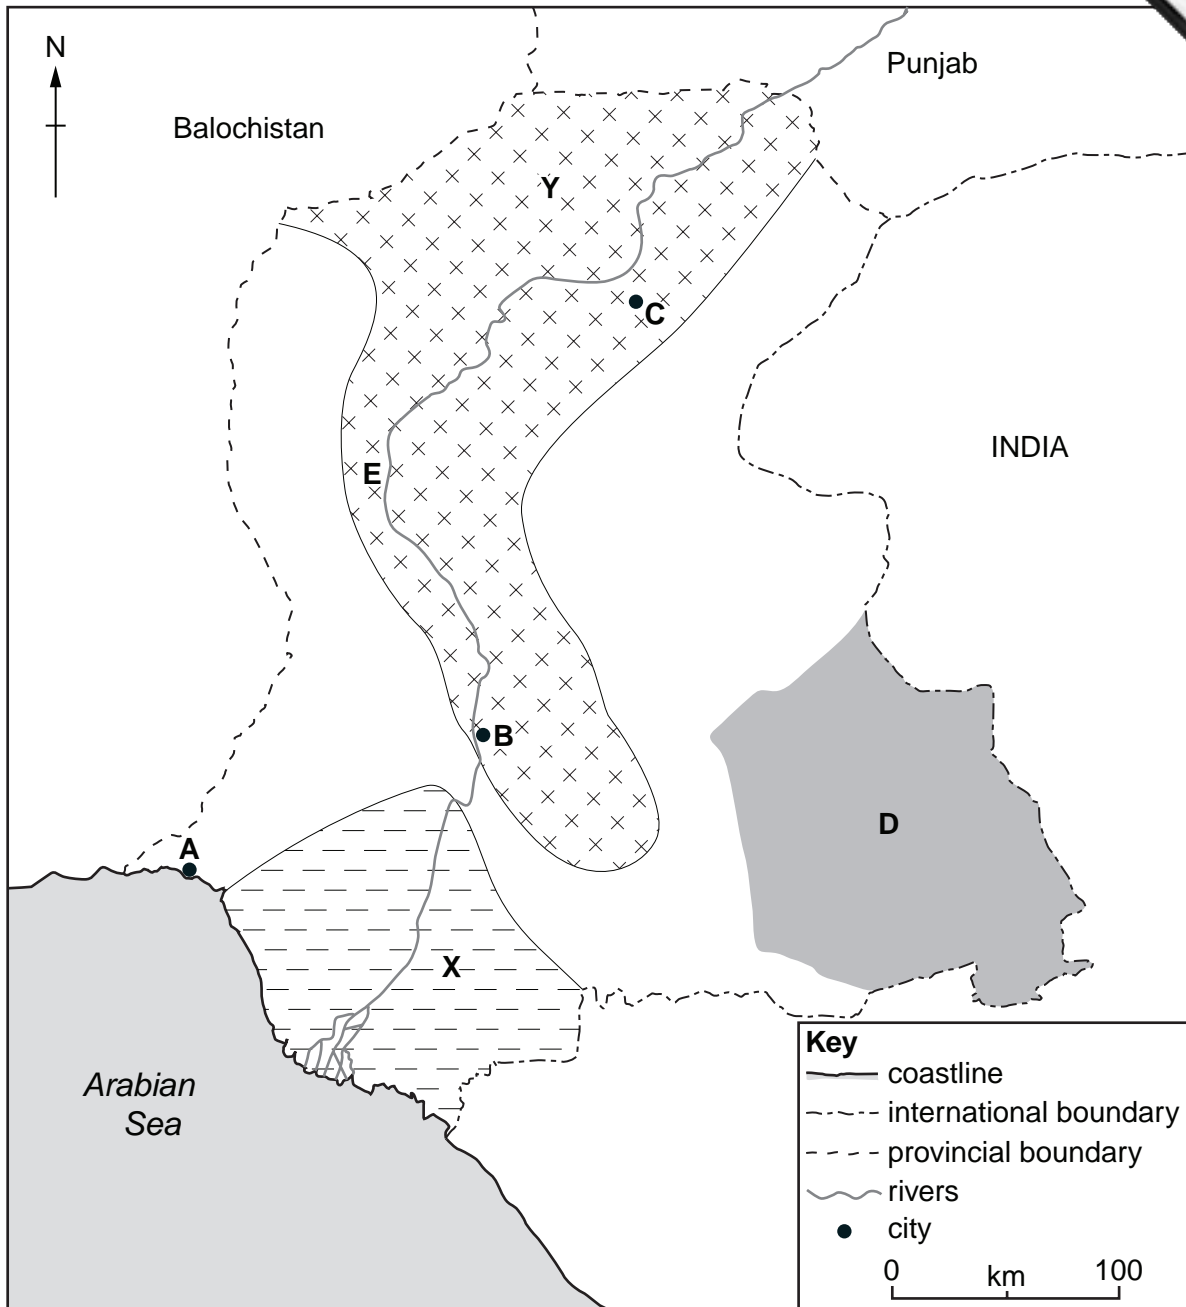 N
Punjab
Balochistan
Y
C
INDIA
E
B
D
A
X
Arabian
Sea
Key
coastline
international boundary
provincial boundary
rivers
city
0 km 100